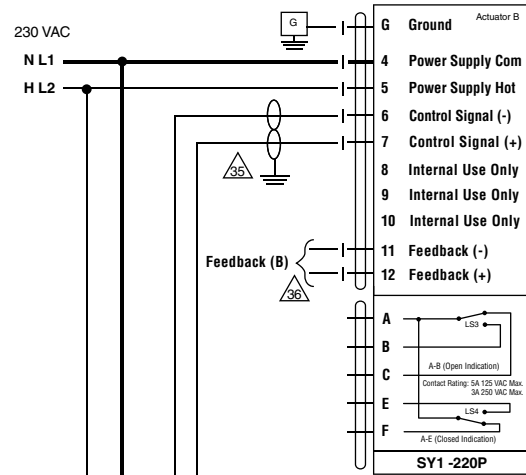 Actuator B
230 VAC
G
G Ground
N L1
4 Power Supply Com
H L2
5 Power Supply Hot
6 Control Signal (-)
7 Control Signal (+)
35
8 Internal Use Only
9 Internal Use Only
10 Internal Use Only
Feedback (B)
11 Feedback (-)
12 Feedback (+)
36
A
LS3
B
A-B (Open Indication)
C
Contact Rating: 5A 125 VAC Max.
3A 250 VAC Max.
E
LS4
F
A-E (Closed Indication)
SY1 -220P